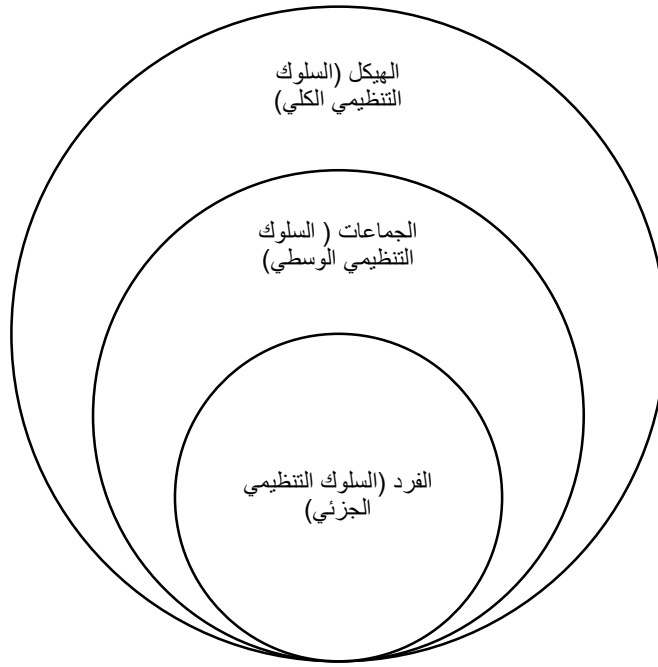 الهيكل (السلوك
التنظيمي الكلي)
الجماعات ( السلوك
التنظيمي الوسطي)
الفرد (السلوك التنظيمي
الجزئي)